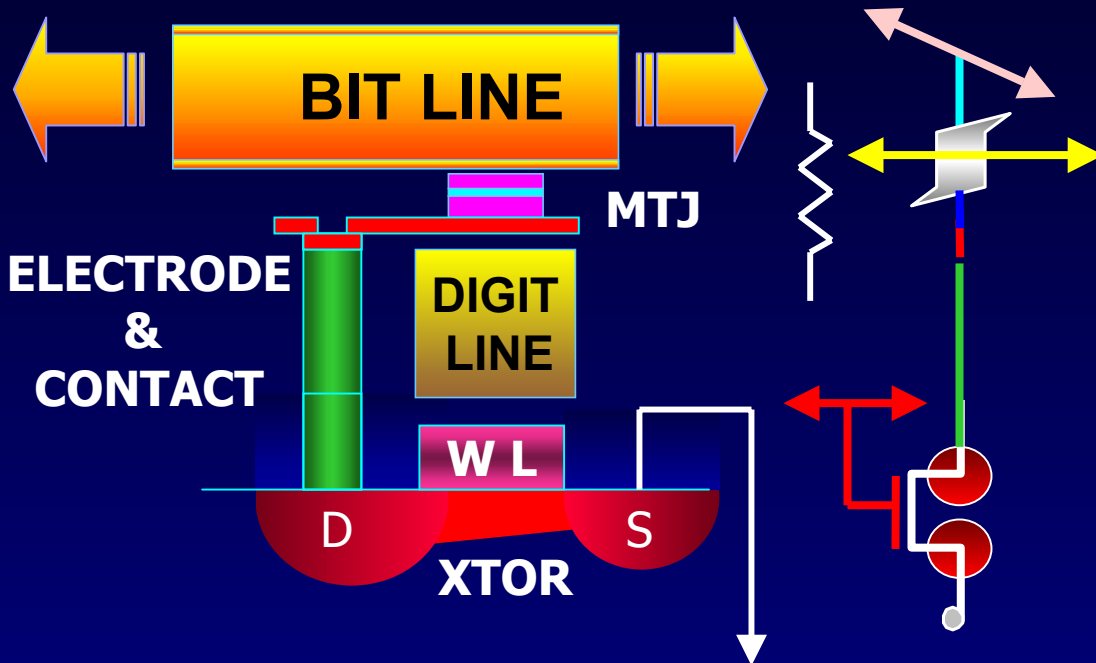 BIT LINE
MTJ
ELECTRODE
&
CONTACT
DIGIT
LINE
W L
D
S
XTOR